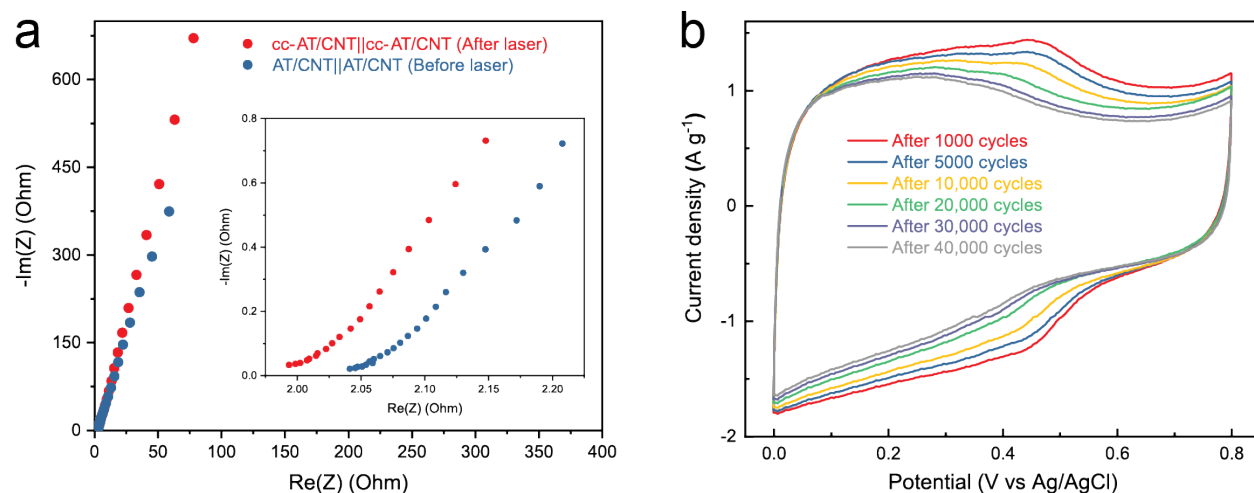 a
cc-AT/CNT||cc-AT/CNT (After laser)
AT/CNT||AT/CNT (Before laser)
-Im(Z) (Ohm)
600
450
300
150
0
0 50 100 150 200 250 300 350 400
Re(Z) (Ohm)
-Im(Z) (Ohm)
0.8
0.6
0.4
0.2
0.0
2.00 2.05 2.10 2.15 2.20
Re(Z) (Ohm)
b
Current density (A g⁻¹)
1
0
-1
-2
After 1000 cycles
After 5000 cycles
After 10,000 cycles
After 20,000 cycles
After 30,000 cycles
After 40,000 cycles
0.0 0.2 0.4 0.6 0.8
Potential (V vs Ag/AgCl)